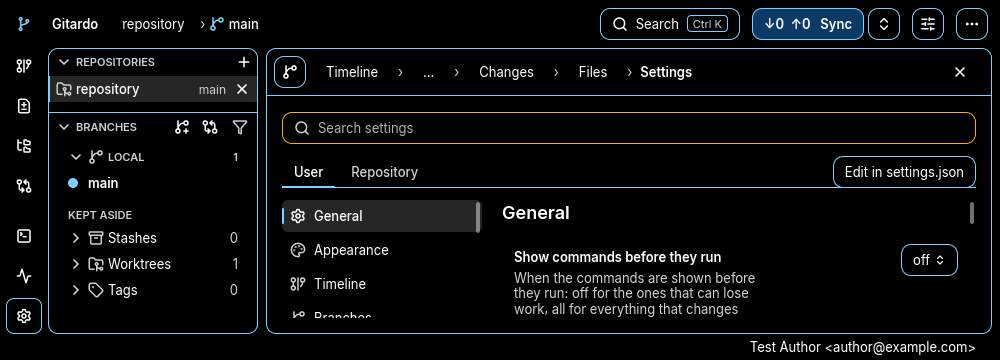 Gitardo repository › main Search Ctrl K ↓0 ↑0 Sync ...
REPOSITORIES +
repository main ×
BRANCHES
LOCAL 1
main
KEPT ASIDE
Stashes 0
Worktrees 1
Tags 0
Timeline › ... › Changes › Files › Settings ×
Search settings
User Repository Edit in settings.json
General
Appearance
Timeline
Branches
General
Show commands before they run
off
When the commands are shown before
they run: off for the ones that can lose
work, all for everything that changes
Test Author <author@example.com>